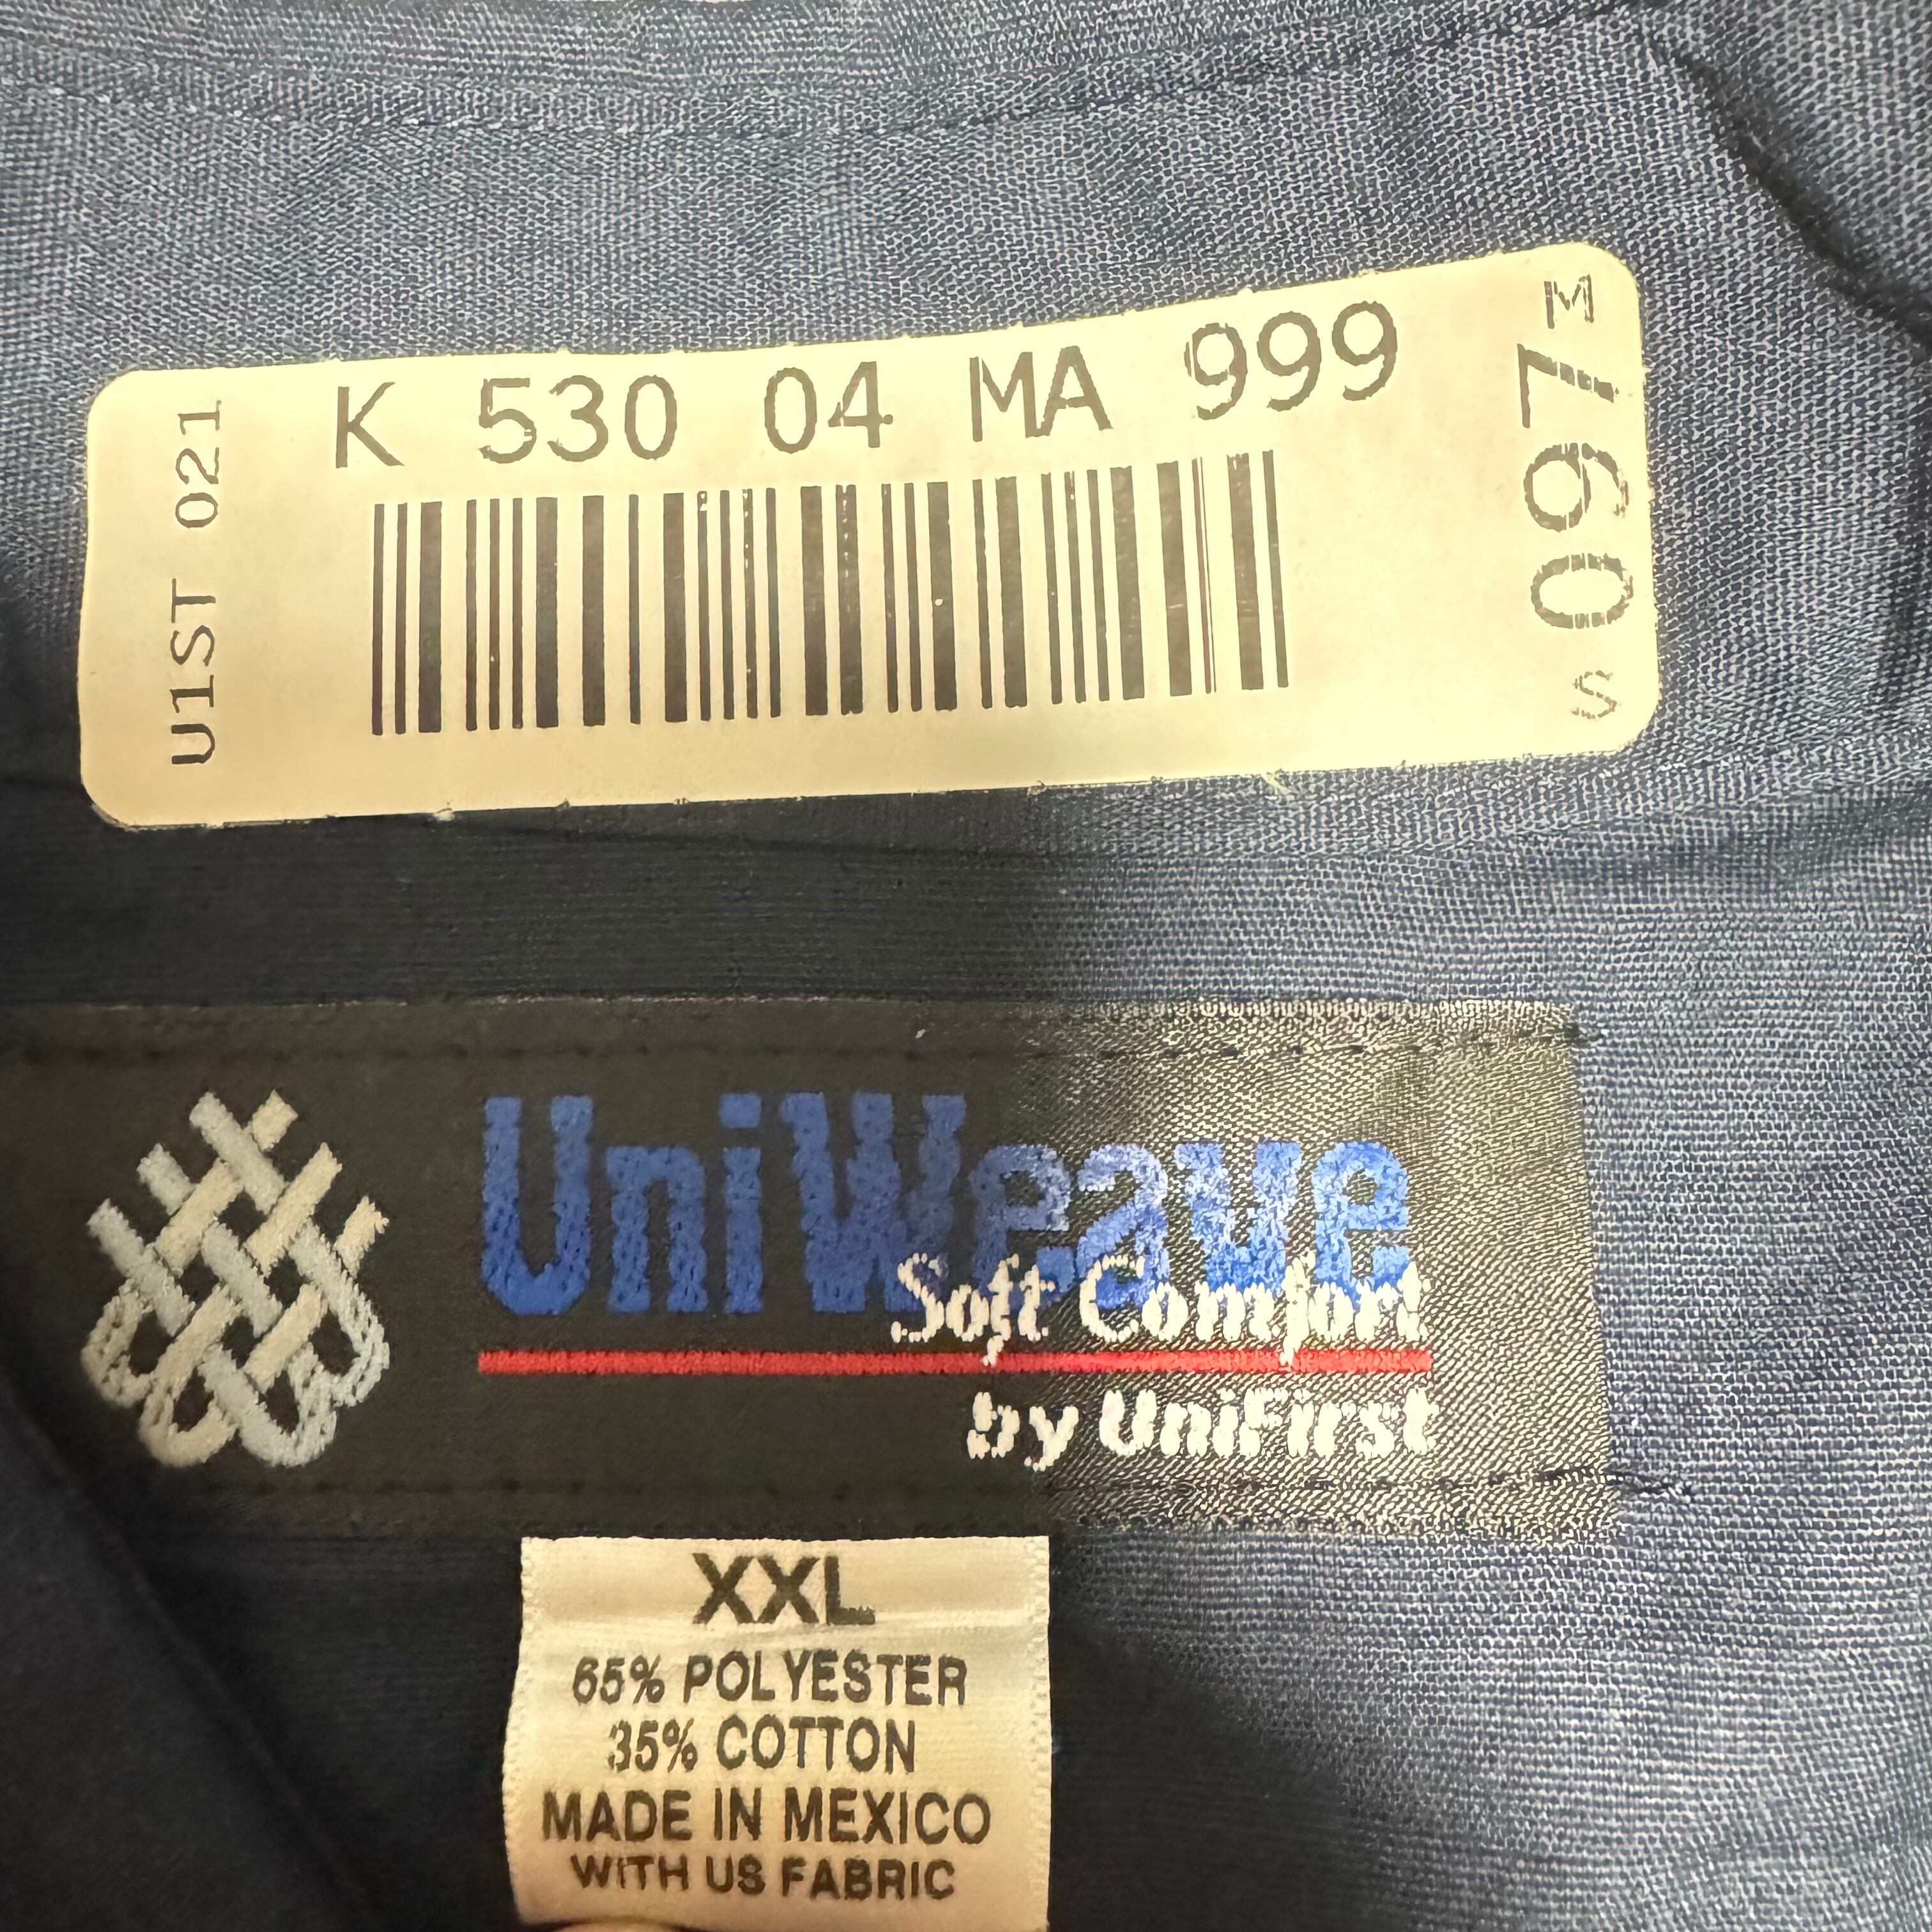 K 530 04 MA 999
U1ST 021
S 097 M
UniWeave
Soft Comfort
by UniFirst
XXL
65% POLYESTER
35% COTTON
MADE IN MEXICO
WITH US FABRIC